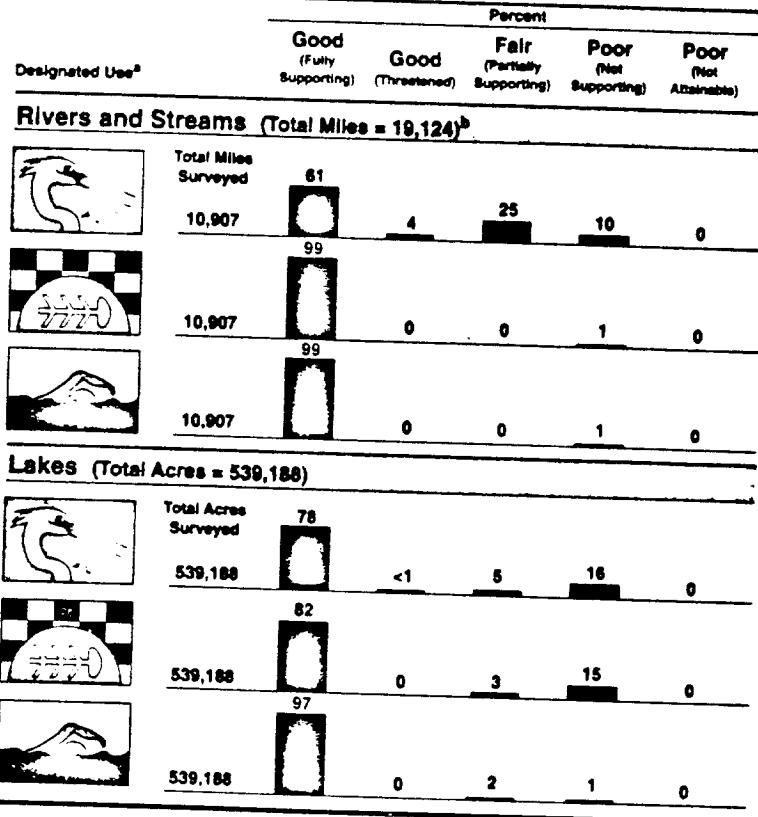 Percent
Designated Useᵃ
Good (Fully Supporting)
Good (Threatened)
Fair (Partially Supporting)
Poor (Not Supporting)
Poor (Not Attainable)
Rivers and Streams (Total Miles = 19,124)ᵇ
Total Miles Surveyed
10,907 61 4 25 10 0
10,907 99 0 0 1 0
10,907 99 0 0 1 0
Lakes (Total Acres = 539,188)
Total Acres Surveyed
539,188 78 <1 5 16 0
539,188 82 0 3 15 0
539,188 97 0 2 1 0